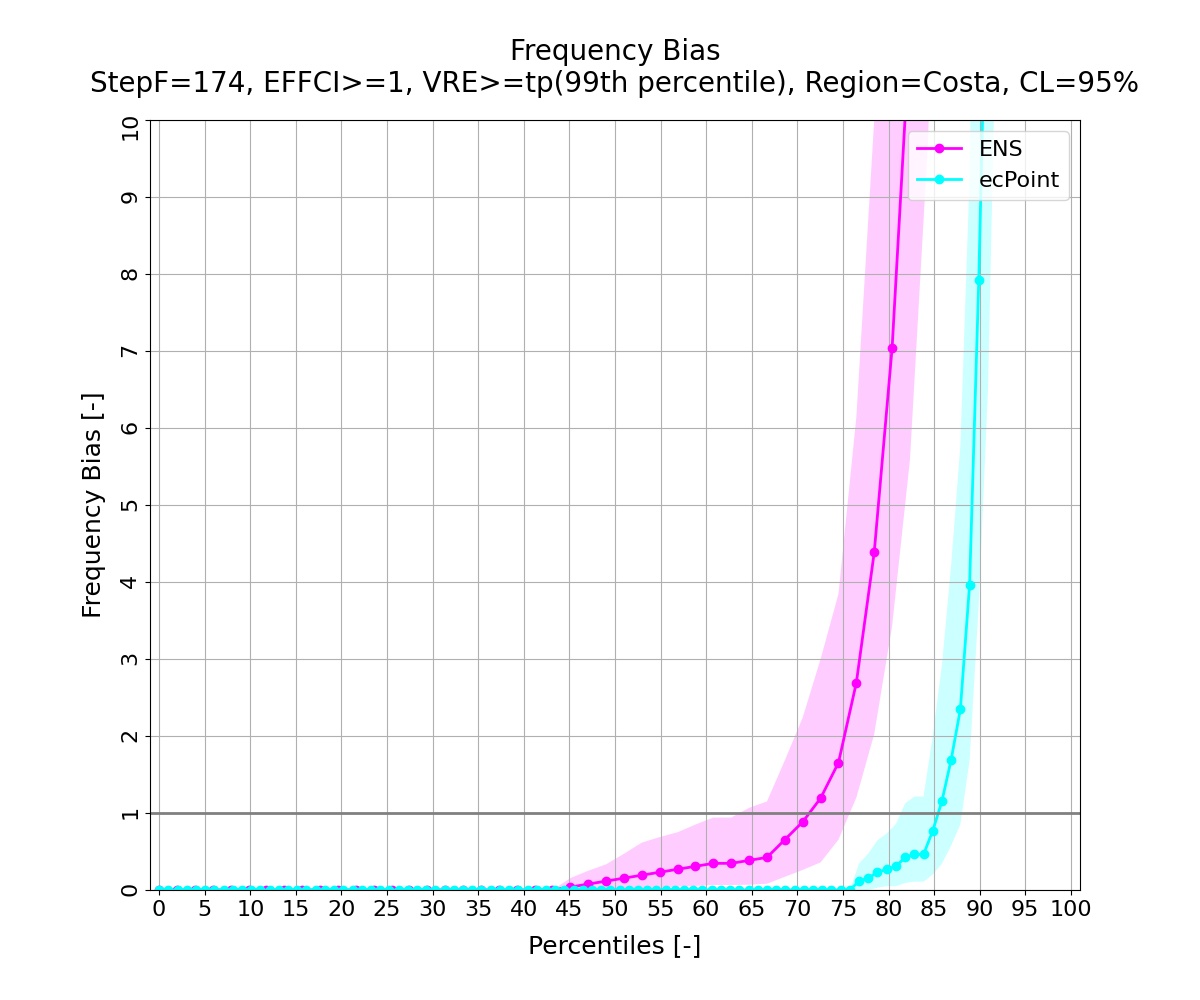 Frequency Bias
StepF=174, EFFCI>=1, VRE>=tp(99th percentile), Region=Costa, CL=95%
ENS
ecPoint
10
9
8
7
6
5
4
3
2
1
0
Frequency Bias [-]
0 5 10 15 20 25 30 35 40 45 50 55 60 65 70 75 80 85 90 95 100
Percentiles [-]